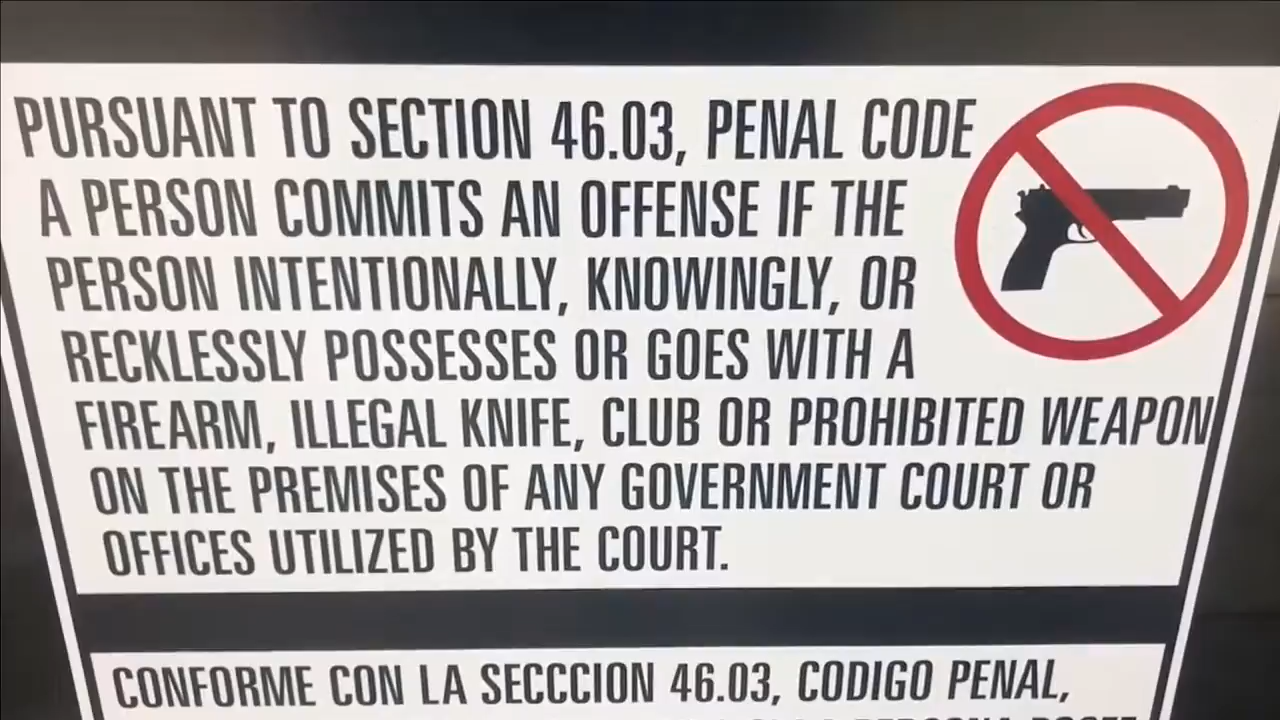 PURSUANT TO SECTION 46.03, PENAL CODE
A PERSON COMMITS AN OFFENSE IF THE
PERSON INTENTIONALLY, KNOWINGLY, OR
RECKLESSLY POSSESSES OR GOES WITH A
FIREARM, ILLEGAL KNIFE, CLUB OR PROHIBITED WEAPON
ON THE PREMISES OF ANY GOVERNMENT COURT OR
OFFICES UTILIZED BY THE COURT.
CONFORME CON LA SECCCION 46.03, CODIGO PENAL,
PERSONA POSEE